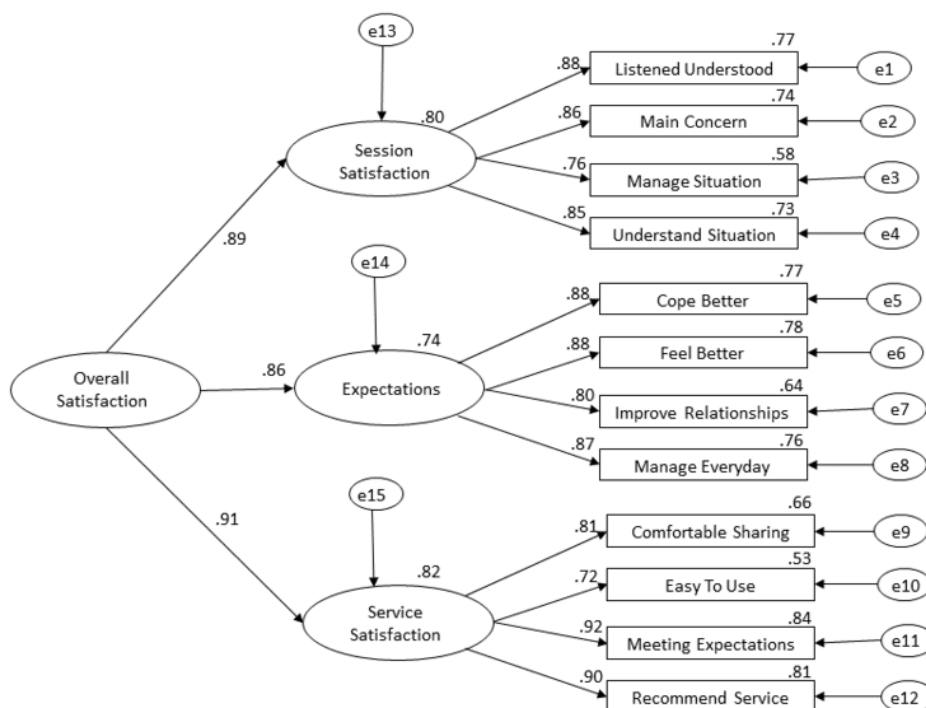 e13
.77
.88
Listened Understood
e1
.80
.86
.74
Main Concern
e2
Session
Satisfaction
.76
.58
Manage Situation
e3
.85
.73
Understand Situation
e4
.89
e14
.77
.88
Cope Better
e5
.74
.88
.78
Feel Better
e6
Overall
Satisfaction
.86
Expectations
.80
.64
Improve Relationships
e7
.87
.76
Manage Everyday
e8
e15
.91
.66
.81
Comfortable Sharing
e9
.82
.72
.53
Easy To Use
e10
Service
Satisfaction
.92
.84
Meeting Expectations
e11
.90
.81
Recommend Service
e12